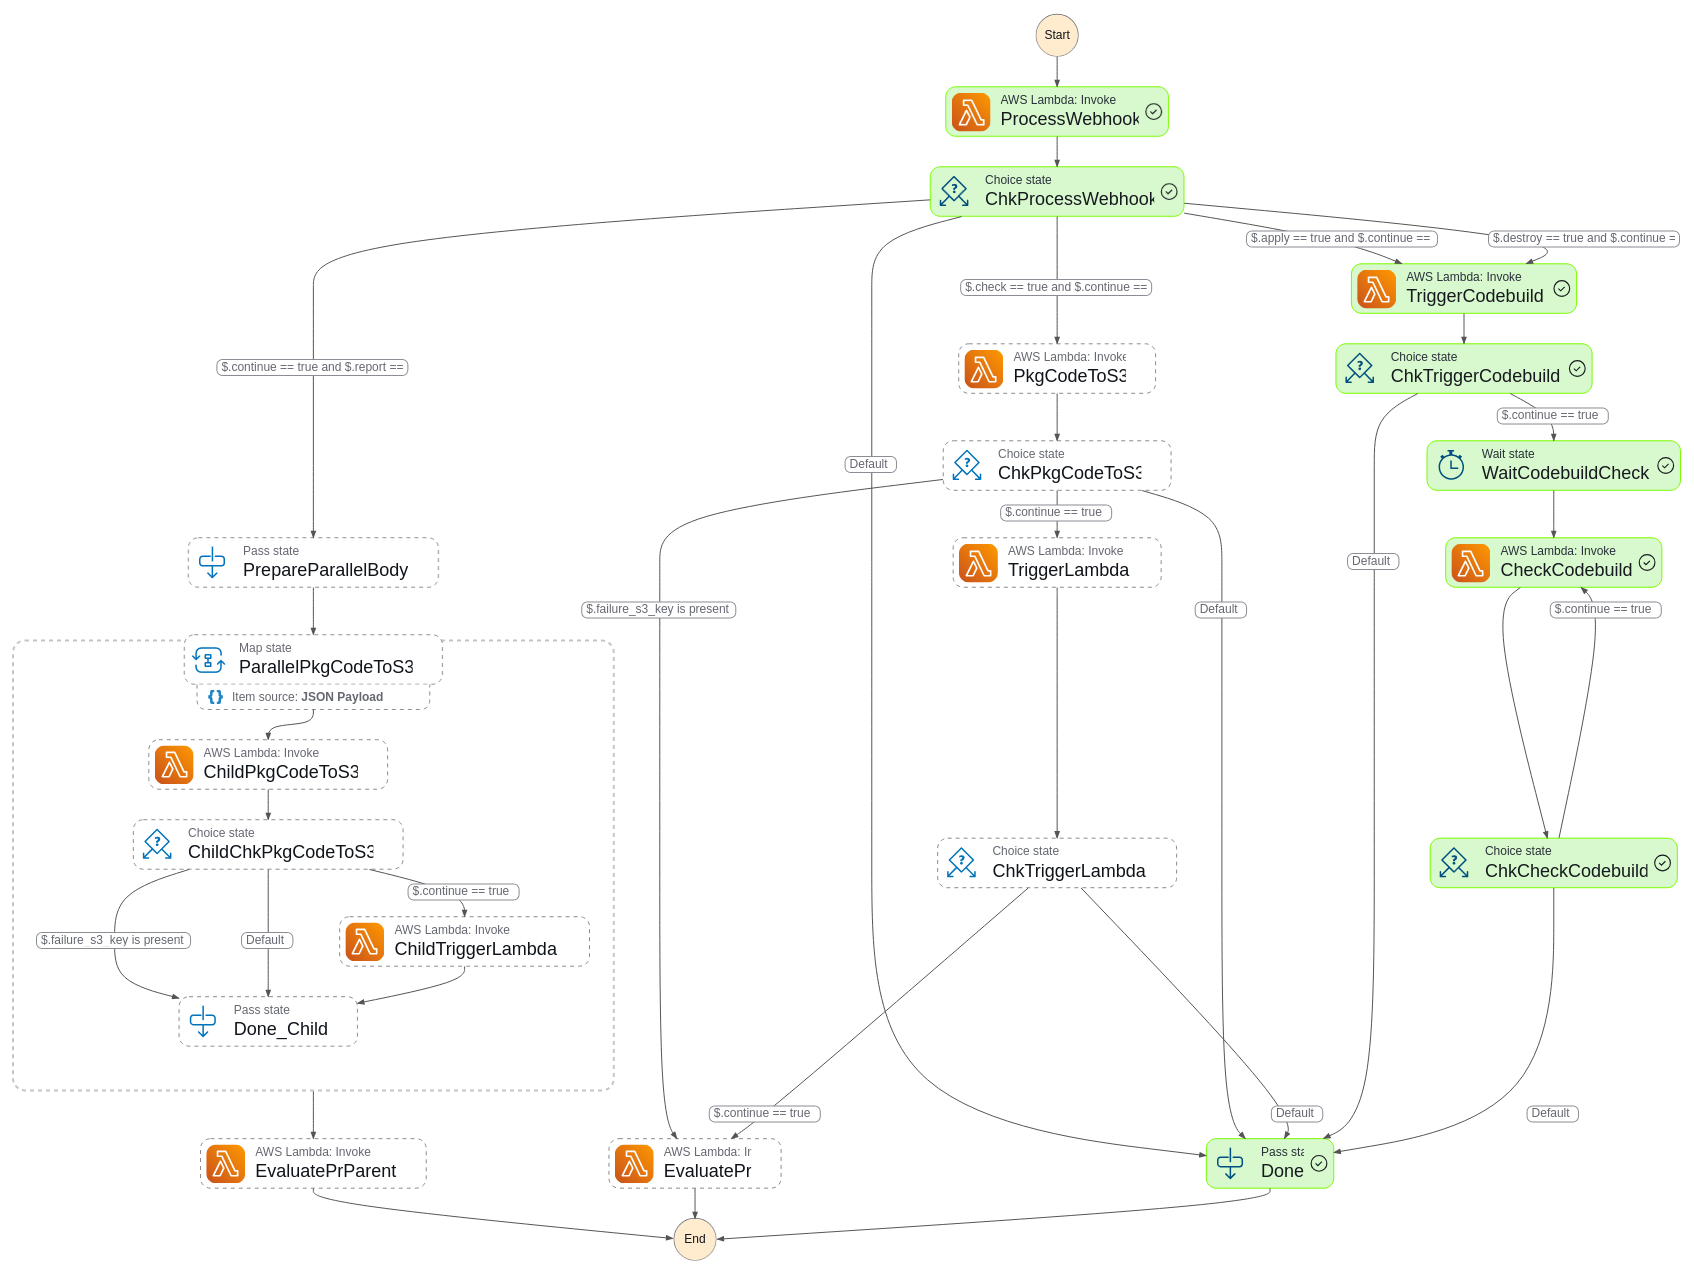 Start
AWS Lambda: Invoke
ProcessWebhook
Choice state
ChkProcessWebhook
$.apply == true and $.continue ==
$.destroy == true and $.continue =
AWS Lambda: Invoke
TriggerCodebuild
$.check == true and $.continue ==
$.continue == true and $.report ==
AWS Lambda: Invoke
PkgCodeToS3
Choice state
ChkTriggerCodebuild
$.continue == true
Default
Choice state
ChkPkgCodeToS3
Wait state
WaitCodebuildCheck
$.continue == true
Pass state
PrepareParallelBody
AWS Lambda: Invoke
TriggerLambda
Default
AWS Lambda: Invoke
CheckCodebuild
$.failure_s3_key is present
Default
$.continue == true
Map state
ParallelPkgCodeToS3
Item source: JSON Payload
AWS Lambda: Invoke
ChildPkgCodeToS3
Choice state
ChildChkPkgCodeToS3
Choice state
ChkTriggerLambda
Choice state
ChkCheckCodebuild
$.continue == true
$.failure_s3_key is present
Default
AWS Lambda: Invoke
ChildTriggerLambda
Pass state
Done_Child
$.continue == true
Default
Default
AWS Lambda: Invoke
EvaluatePrParent
AWS Lambda: Ir
EvaluatePr
Pass sta
Done
End